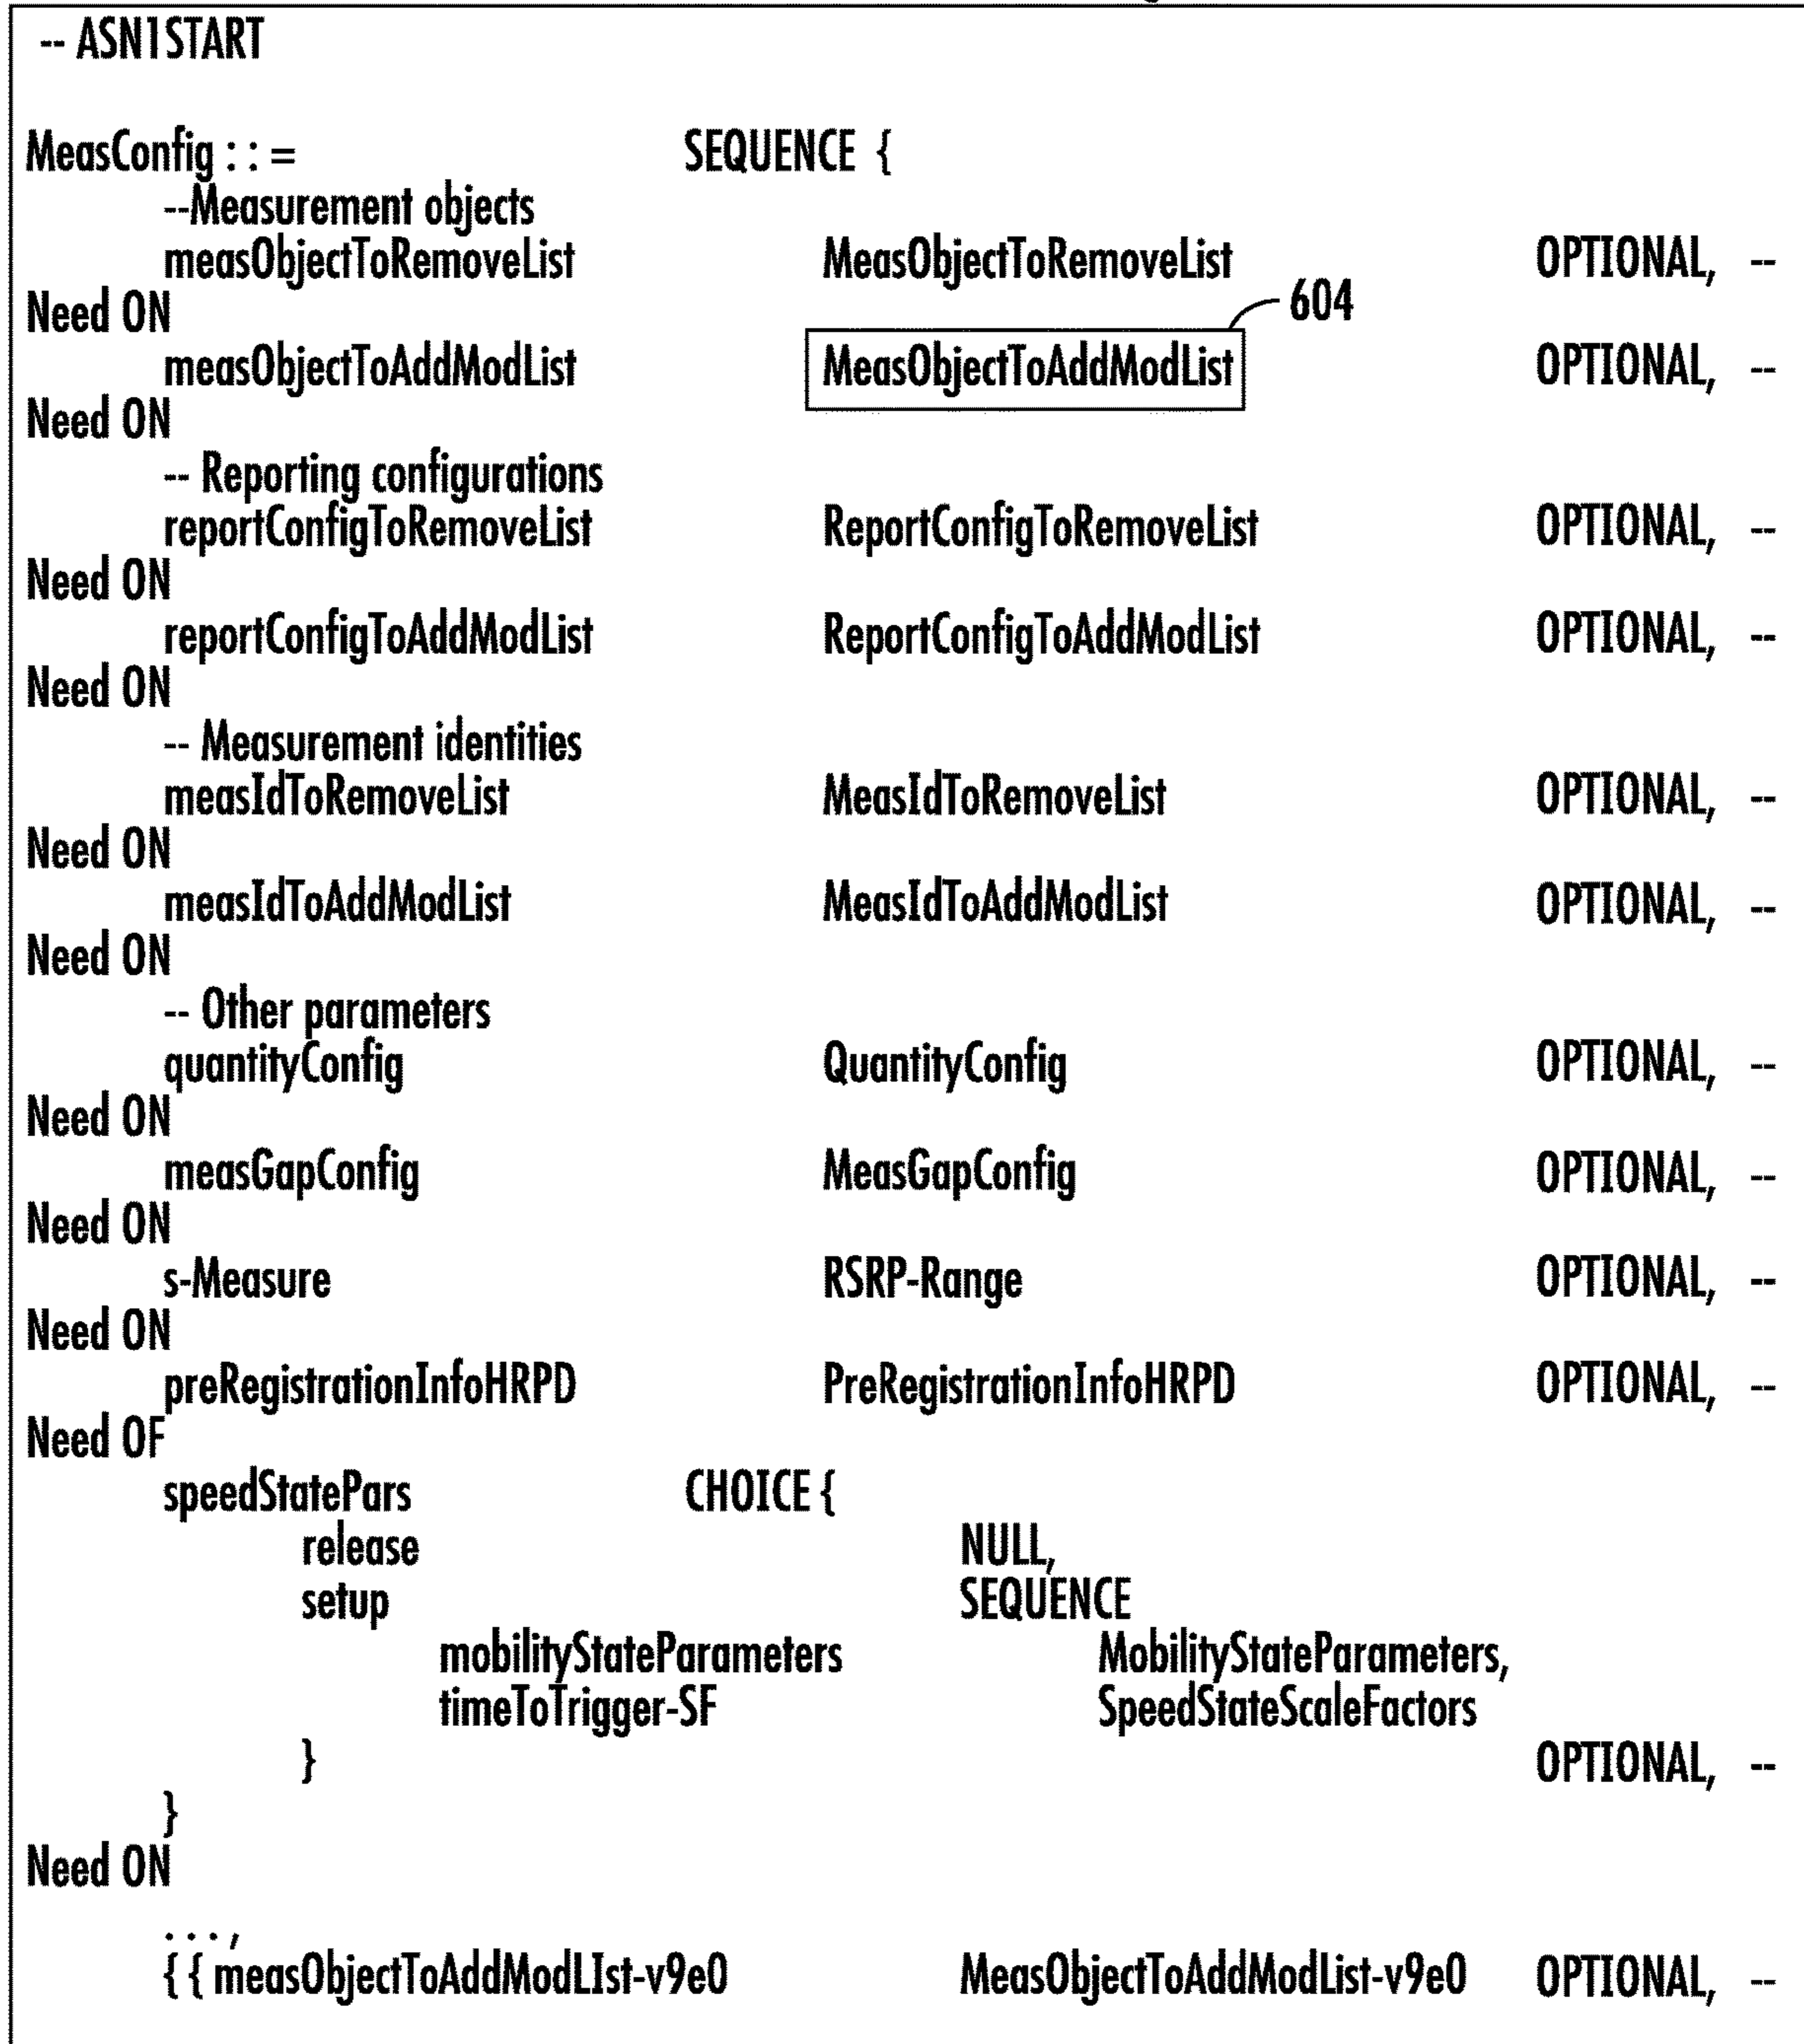 -- ASN1START
MeasConfig : : = SEQUENCE {
--Measurement objects
measObjectToRemoveList MeasObjectToRemoveList OPTIONAL, --
Need ON
604
measObjectToAddModList MeasObjectToAddModList OPTIONAL, --
Need ON
-- Reporting configurations
reportConfigToRemoveList ReportConfigToRemoveList OPTIONAL, --
Need ON
reportConfigToAddModList ReportConfigToAddModList OPTIONAL, --
Need ON
-- Measurement identities
measIdToRemoveList MeasIdToRemoveList OPTIONAL, --
Need ON
measIdToAddModList MeasIdToAddModList OPTIONAL, --
Need ON
-- Other parameters
quantityConfig QuantityConfig OPTIONAL, --
Need ON
measGapConfig MeasGapConfig OPTIONAL, --
Need ON
s-Measure RSRP-Range OPTIONAL, --
Need ON
preRegistrationInfoHRPD PreRegistrationInfoHRPD OPTIONAL, --
Need OF
speedStatePars CHOICE {
release NULL,
setup SEQUENCE
mobilityStateParameters MobilityStateParameters,
timeToTrigger-SF SpeedStateScaleFactors
} OPTIONAL, --
}
Need ON
. . . ,
{ { measObjectToAddModLIst-v9e0 MeasObjectToAddModList-v9e0 OPTIONAL, --